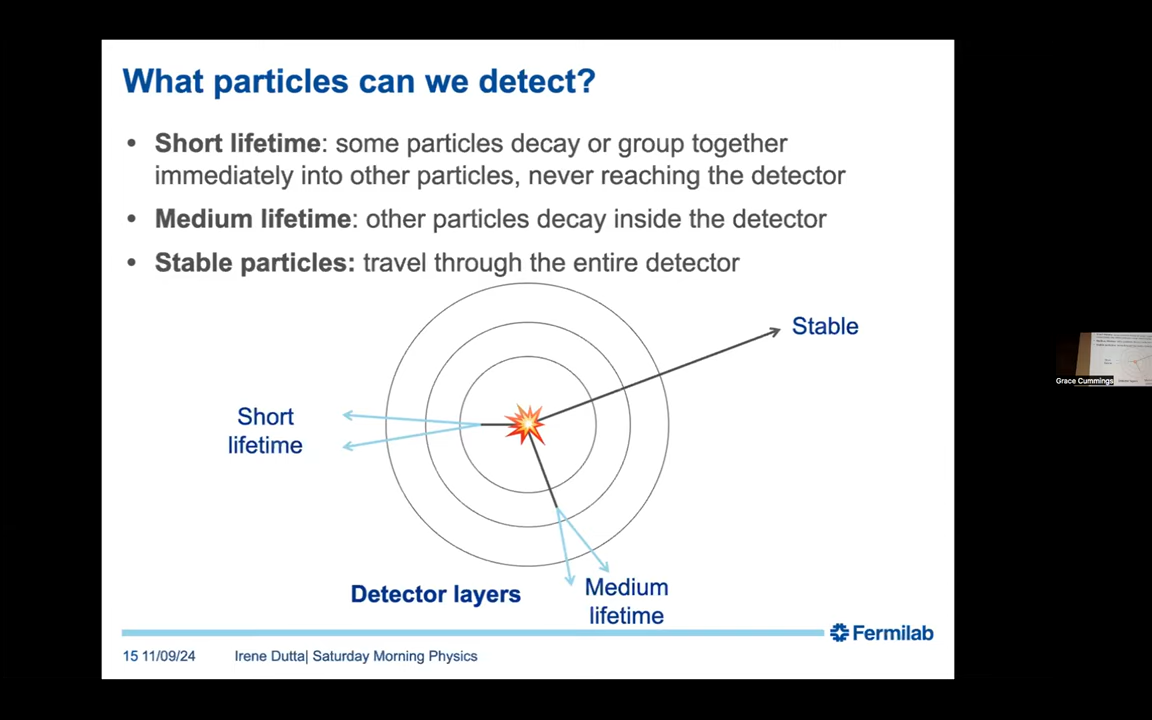 What particles can we detect?
• Short lifetime: some particles decay or group together
immediately into other particles, never reaching the detector
• Medium lifetime: other particles decay inside the detector
• Stable particles: travel through the entire detector
Stable
Short
lifetime
Medium
lifetime
Detector layers
Fermilab
15 11/09/24 Irene Dutta| Saturday Morning Physics
Grace Cummings